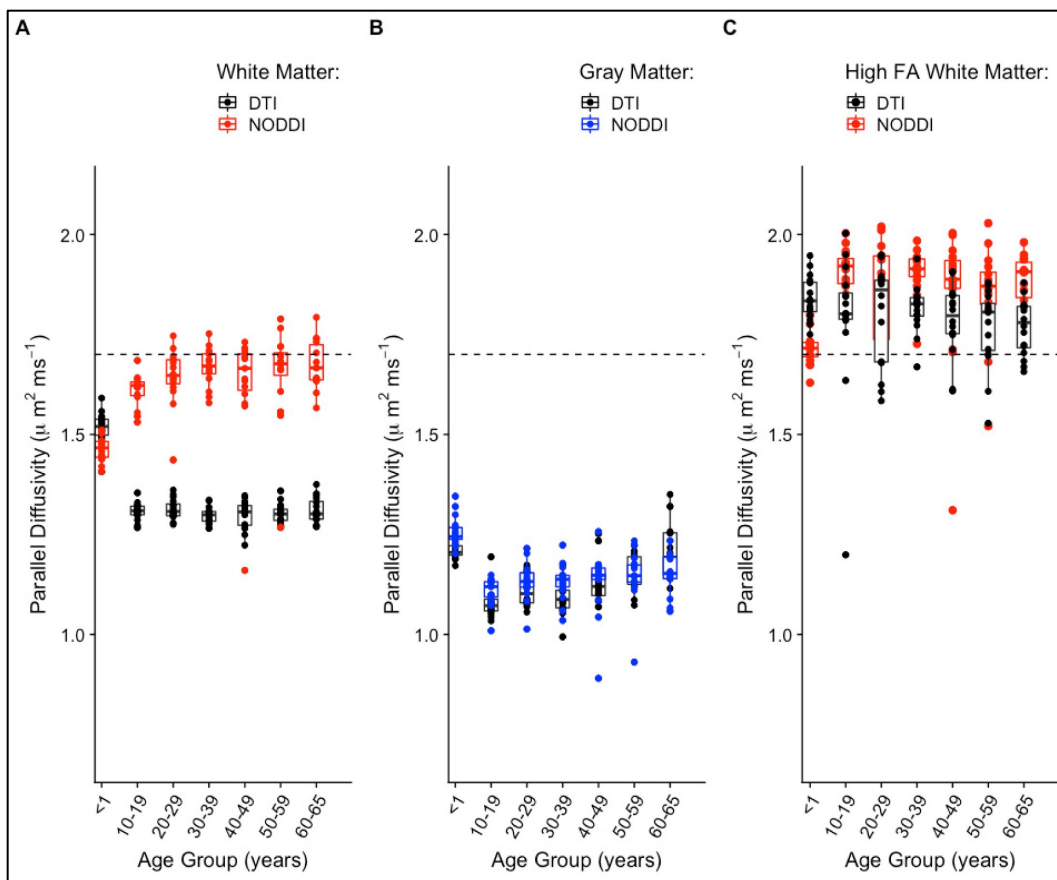 A
White Matter:
DTI
NODDI
Parallel Diffusivity (μ m² ms⁻¹)
2.0
1.5
1.0
<1
10-19
20-29
30-39
40-49
50-59
60-65
Age Group (years)
B
Gray Matter:
DTI
NODDI
Parallel Diffusivity (μ m² ms⁻¹)
2.0
1.5
1.0
<1
10-19
20-29
30-39
40-49
50-59
60-65
Age Group (years)
C
High FA White Matter:
DTI
NODDI
Parallel Diffusivity (μ m² ms⁻¹)
2.0
1.5
1.0
<1
10-19
20-29
30-39
40-49
50-59
60-65
Age Group (years)